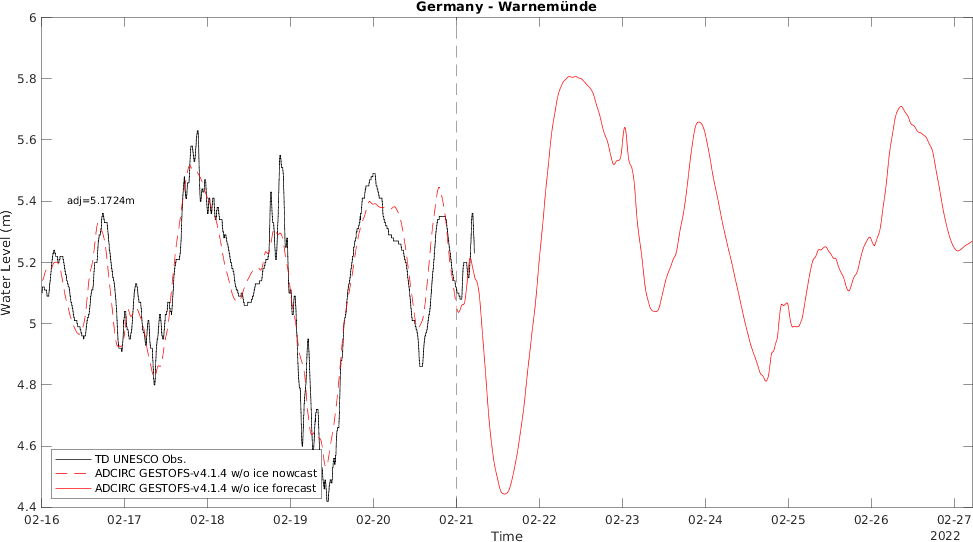 Germany - Warnemünde
6
5.8
5.6
5.4
5.2
5
4.8
4.6
4.4
Water Level (m)
adj=5.1724m
TD UNESCO Obs.
ADCIRC GESTOFS-v4.1.4 w/o ice nowcast
ADCIRC GESTOFS-v4.1.4 w/o ice forecast
02-16 02-17 02-18 02-19 02-20 02-21 02-22 02-23 02-24 02-25 02-26 02-27
Time
2022